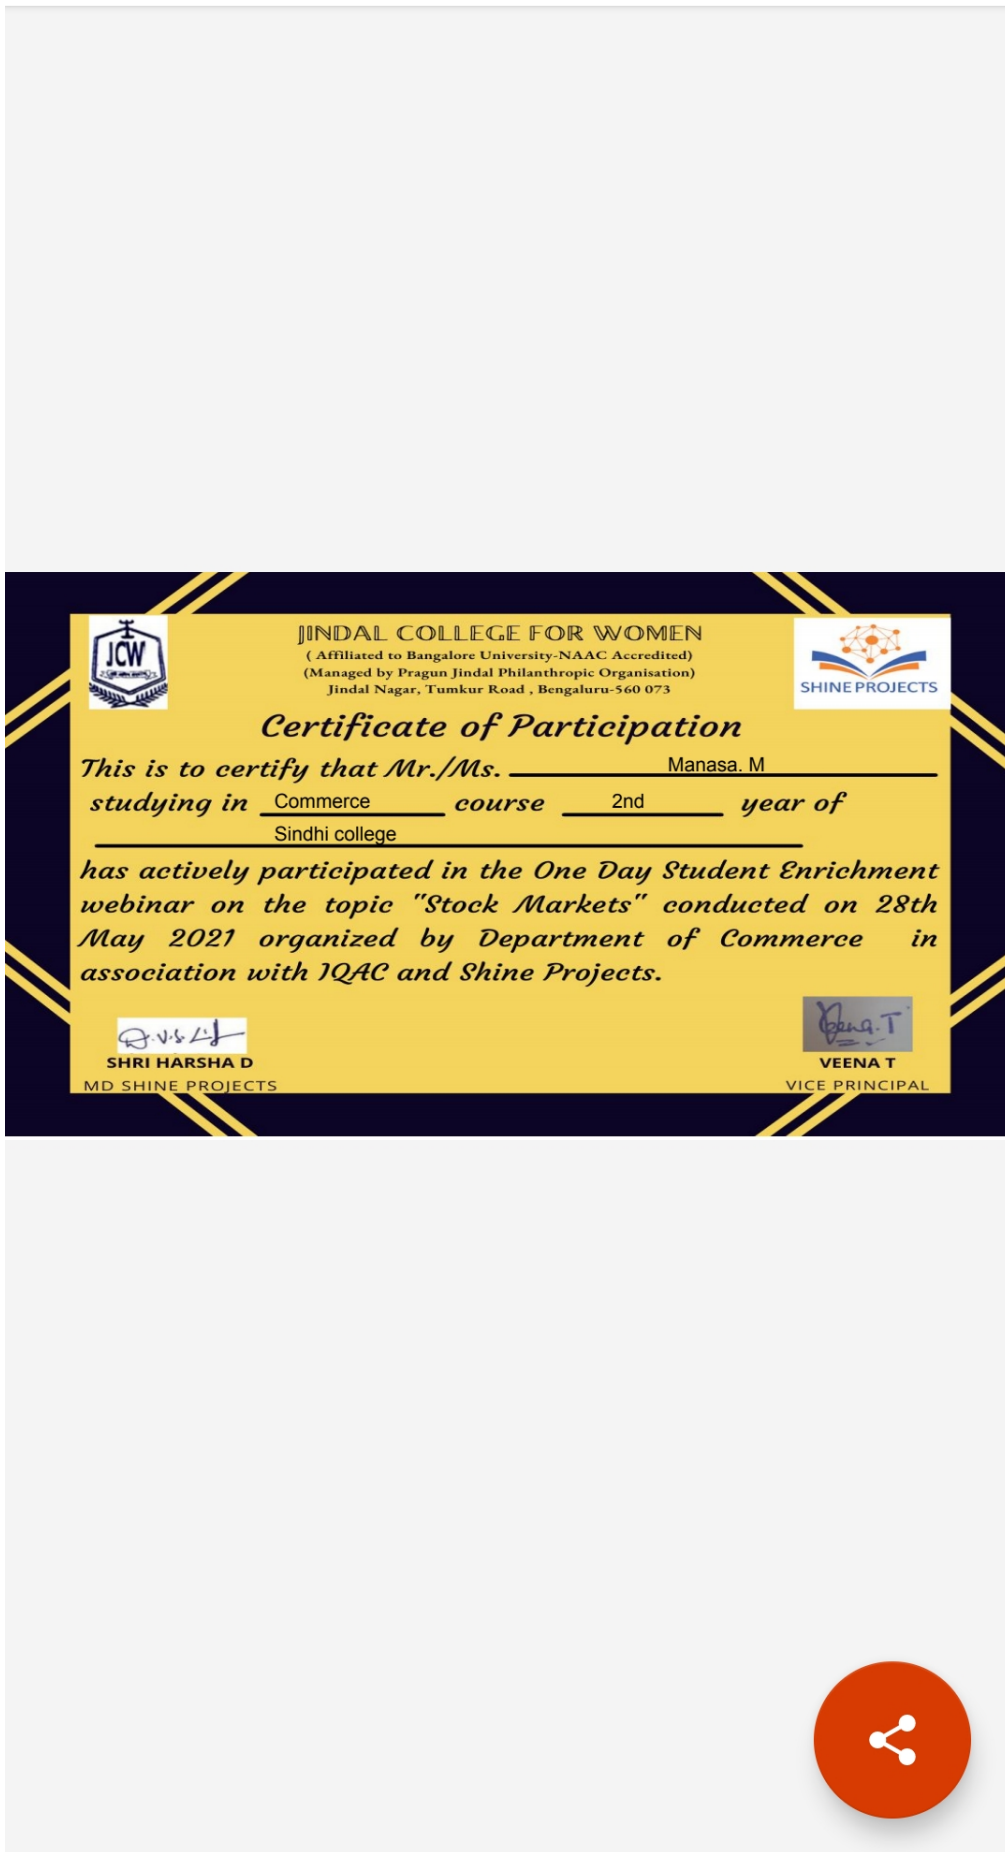 JCW
JINDAL COLLEGE FOR WOMEN
( Affiliated to Bangalore University-NAAC Accredited)
(Managed by Pragun Jindal Philanthropic Organisation)
Jindal Nagar, Tumkur Road , Bengaluru-560 073
SHINE PROJECTS
Certificate of Participation
This is to certify that Mr./Ms. Manasa. M
studying in Commerce course 2nd year of
Sindhi college
has actively participated in the One Day Student Enrichment
webinar on the topic "Stock Markets" conducted on 28th
May 2021 organized by Department of Commerce in
association with IQAC and Shine Projects.
Veena.T
SHRI HARSHA D
MD SHINE PROJECTS
VEENA T
VICE PRINCIPAL